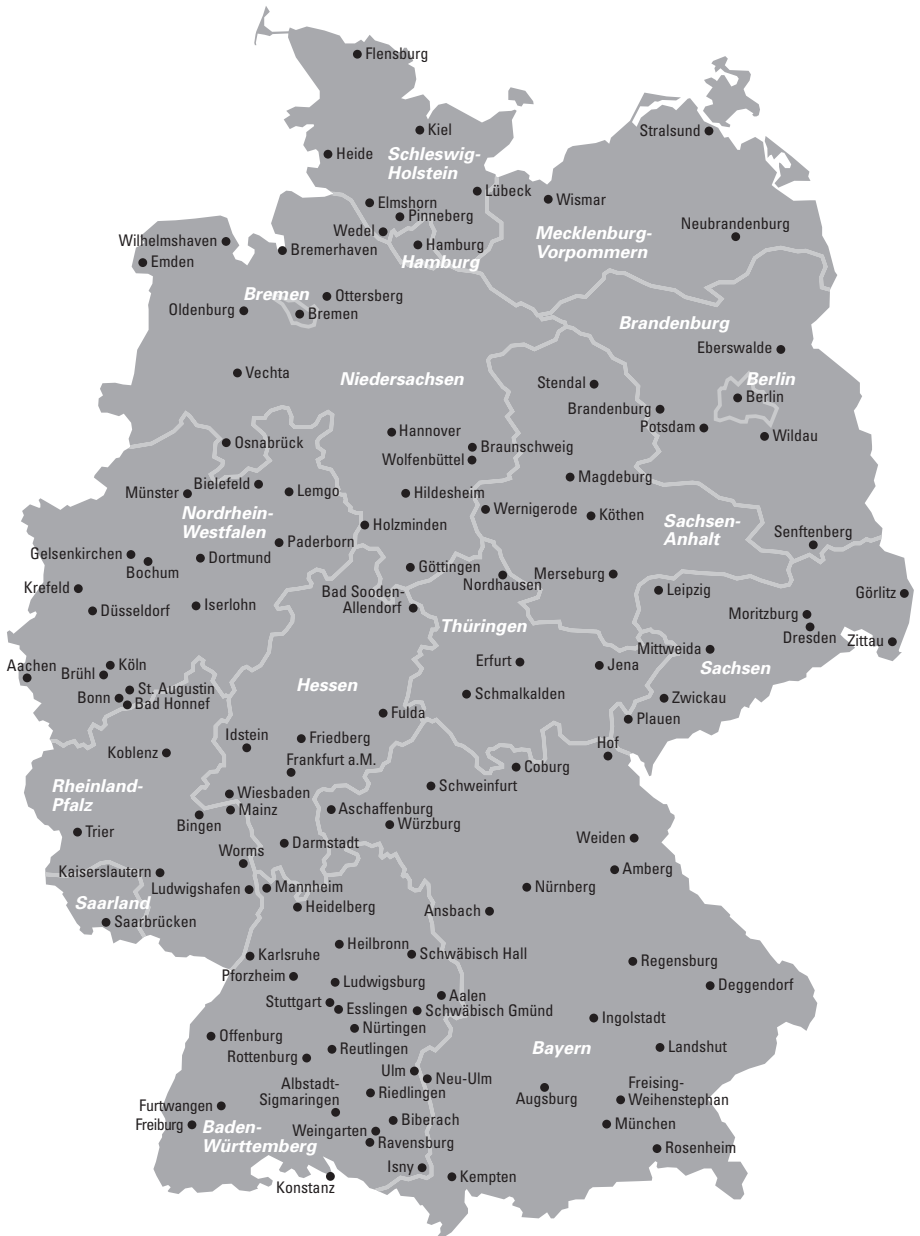 Flensburg
Kiel
Stralsund
Heide
Schleswig-
Holstein
Lübeck
Wismar
Elmshorn
Pinneberg
Neubrandenburg
Wedel
Mecklenburg-
Vorpommern
Wilhelmshaven
Bremerhaven
Hamburg
Hamburg
Emden
Bremen
Ottersberg
Oldenburg
Bremen
Brandenburg
Eberswalde
Vechta
Niedersachsen
Stendal
Berlin
Berlin
Brandenburg
Potsdam
Wildau
Hannover
Osnabrück
Braunschweig
Wolfenbüttel
Magdeburg
Bielefeld
Münster
Lemgo
Hildesheim
Wernigerode
Köthen
Nordrhein-
Westfalen
Holzminden
Sachsen-
Anhalt
Senftenberg
Paderborn
Gelsenkirchen
Bochum
Dortmund
Göttingen
Nordhausen
Merseburg
Krefeld
Bad Sooden-
Allendorf
Leipzig
Görlitz
Düsseldorf
Iserlohn
Moritzburg
Dresden
Thüringen
Zittau
Mittweida
Aachen
Köln
Brühl
Erfurt
Jena
Sachsen
Hessen
St. Augustin
Bonn
Bad Honnef
Schmalkalden
Zwickau
Fulda
Plauen
Idstein
Friedberg
Hof
Koblenz
Frankfurt a.M.
Coburg
Rheinland-
Pfalz
Schweinfurt
Wiesbaden
Mainz
Aschaffenburg
Bingen
Würzburg
Trier
Weiden
Darmstadt
Worms
Kaiserslautern
Amberg
Ludwigshafen
Mannheim
Nürnberg
Saarland
Heidelberg
Ansbach
Saarbrücken
Heilbronn
Karlsruhe
Schwäbisch Hall
Regensburg
Pforzheim
Ludwigsburg
Deggendorf
Stuttgart
Aalen
Esslingen
Schwäbisch Gmünd
Ingolstadt
Nürtingen
Offenburg
Reutlingen
Bayern
Landshut
Rottenburg
Ulm
Neu-Ulm
Albstadt-
Sigmaringen
Riedlingen
Augsburg
Freising-
Weihenstephan
Furtwangen
Freiburg
Biberach
Baden-
Württemberg
Weingarten
München
Ravensburg
Rosenheim
Isny
Kempten
Konstanz